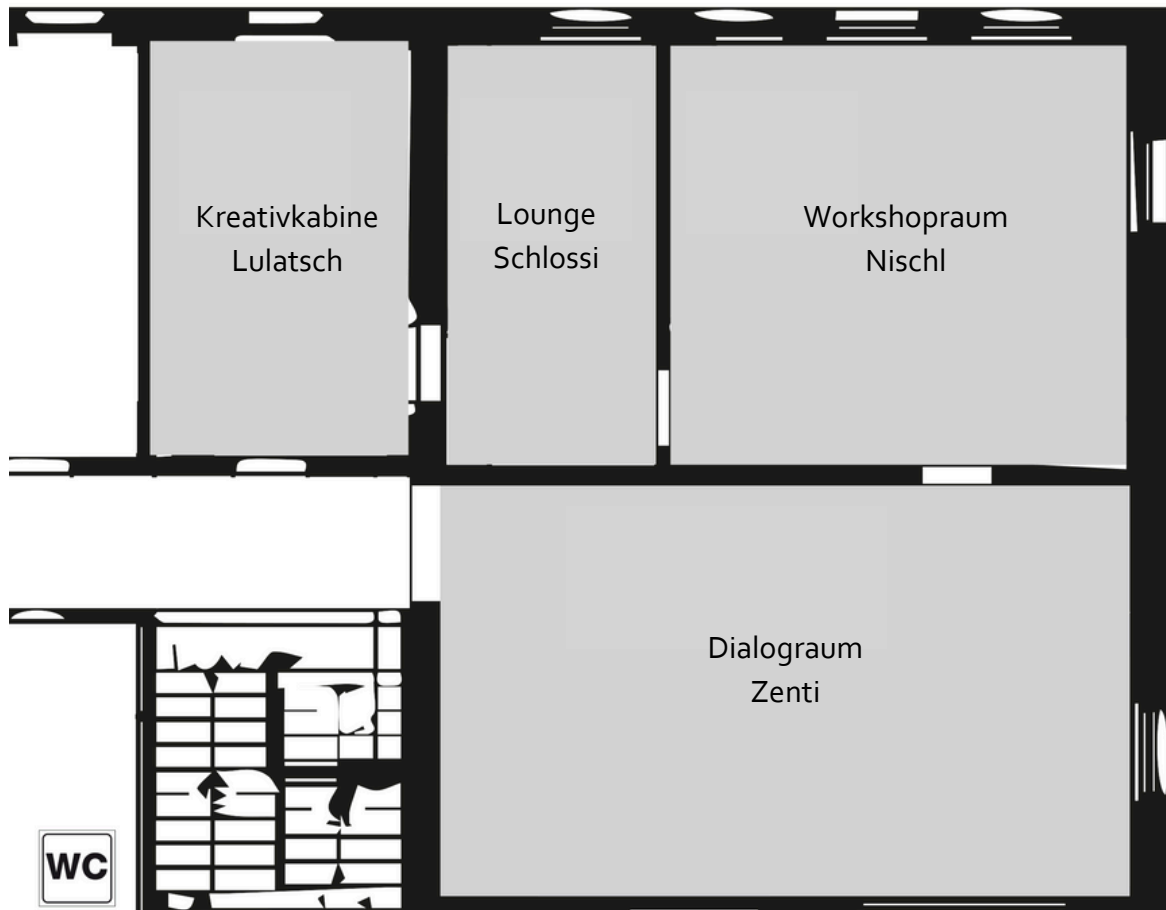 Kreativkabine
Lulatsch
Lounge
Schlossi
Workshopraum
Nischl
Dialograum
Zenti
WC